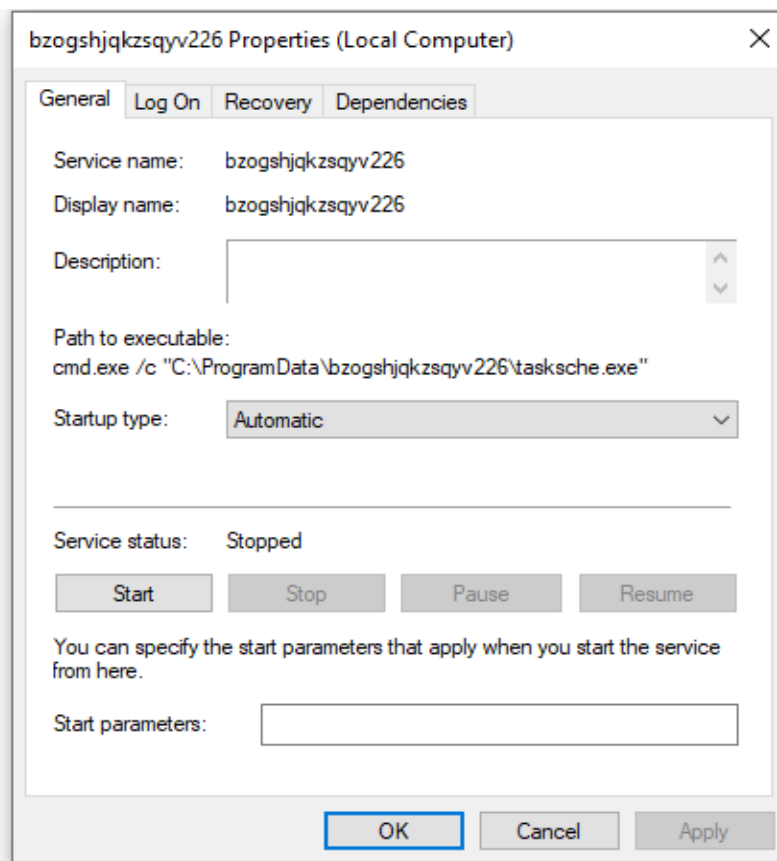 bzogshjqkzsqyv226 Properties (Local Computer)
General Log On Recovery Dependencies
Service name: bzogshjqkzsqyv226
Display name: bzogshjqkzsqyv226
Description:
Path to executable:
cmd.exe /c "C:\ProgramData\bzogshjqkzsqyv226\tasksche.exe"
Startup type: Automatic
Service status: Stopped
Start Stop Pause Resume
You can specify the start parameters that apply when you start the service
from here.
Start parameters:
OK Cancel Apply